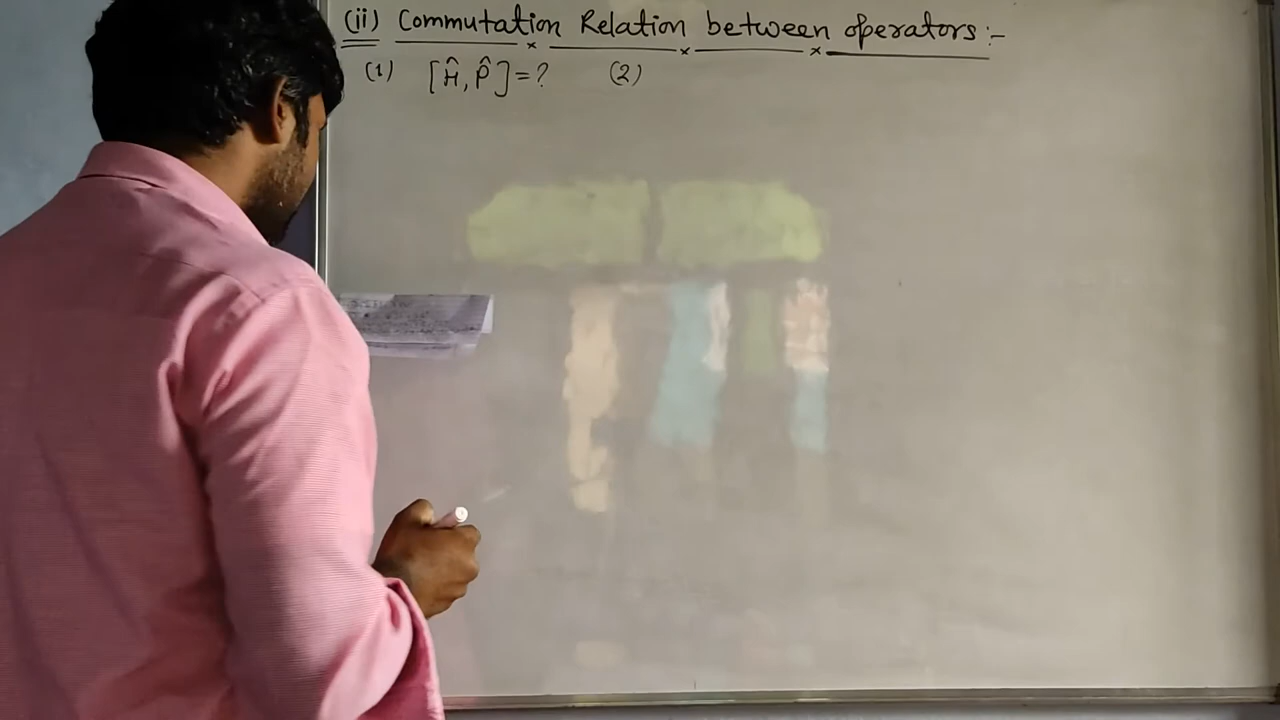 (ii) Commutation Relation between operators :-
(1) [Ĥ, P̂] = ? (2)